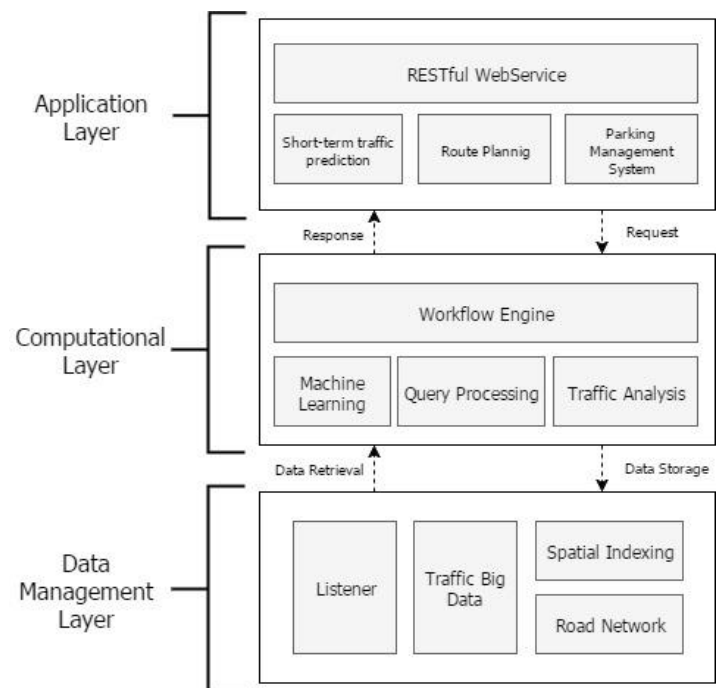 Application
Layer
RESTful WebService
Short-term traffic
prediction
Route Plannig
Parking
Management
System
Response
Request
Computational
Layer
Workflow Engine
Machine
Learning
Query Processing
Traffic Analysis
Data Retrieval
Data Storage
Data
Management
Layer
Listener
Traffic Big
Data
Spatial Indexing
Road Network